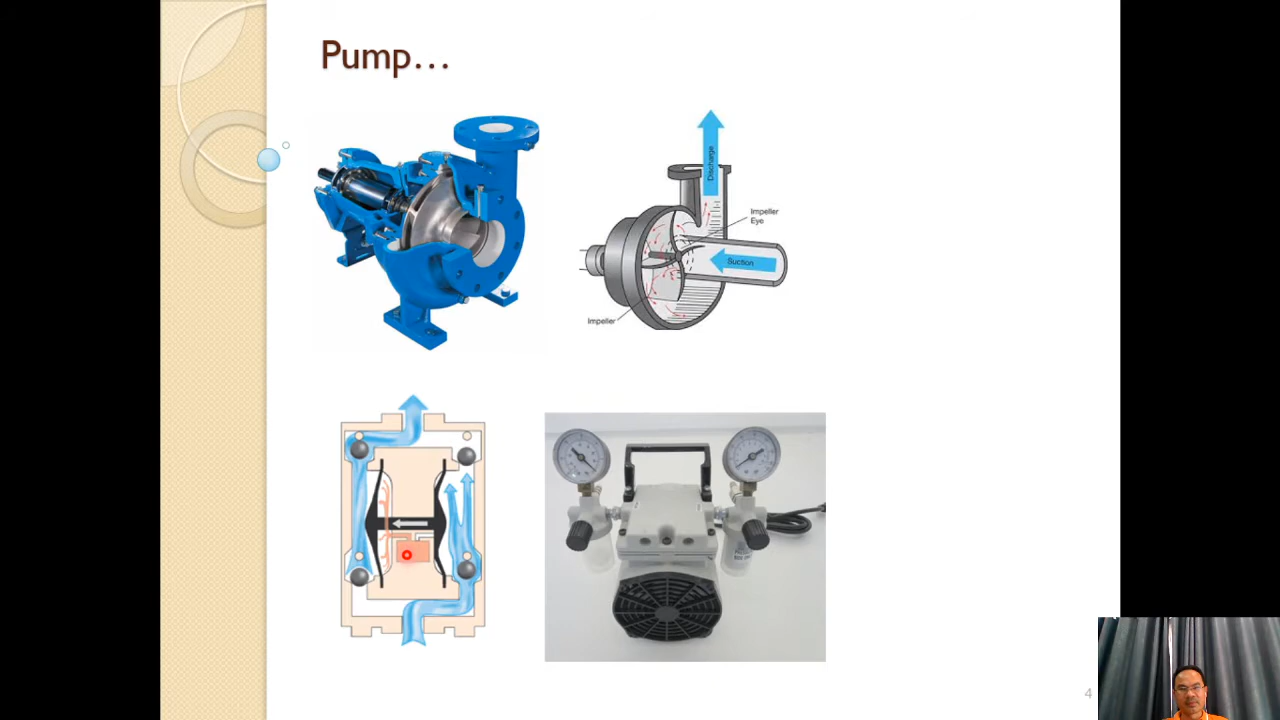 Pump…
Discharge
Impeller
Eye
Suction
Impeller
4